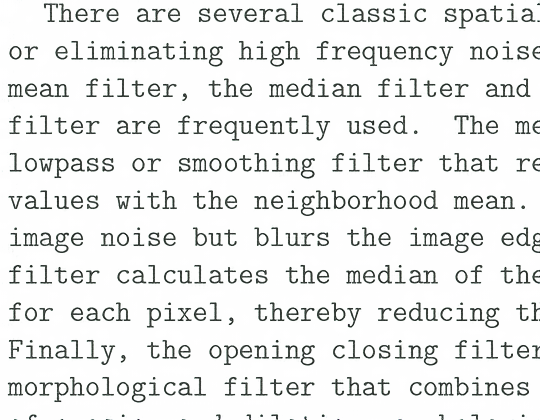 There are several classic spatial
or eliminating high frequency noise
mean filter, the median filter and
filter are frequently used. The me
lowpass or smoothing filter that re
values with the neighborhood mean.
image noise but blurs the image edg
filter calculates the median of the
for each pixel, thereby reducing th
Finally, the opening closing filter
morphological filter that combines